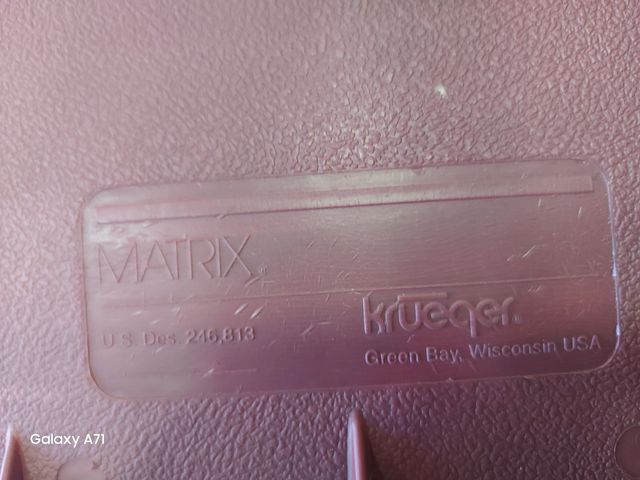 MATRIX®
U.S. Des. 246,813
krueger®
Green Bay, Wisconsin USA
Galaxy A71